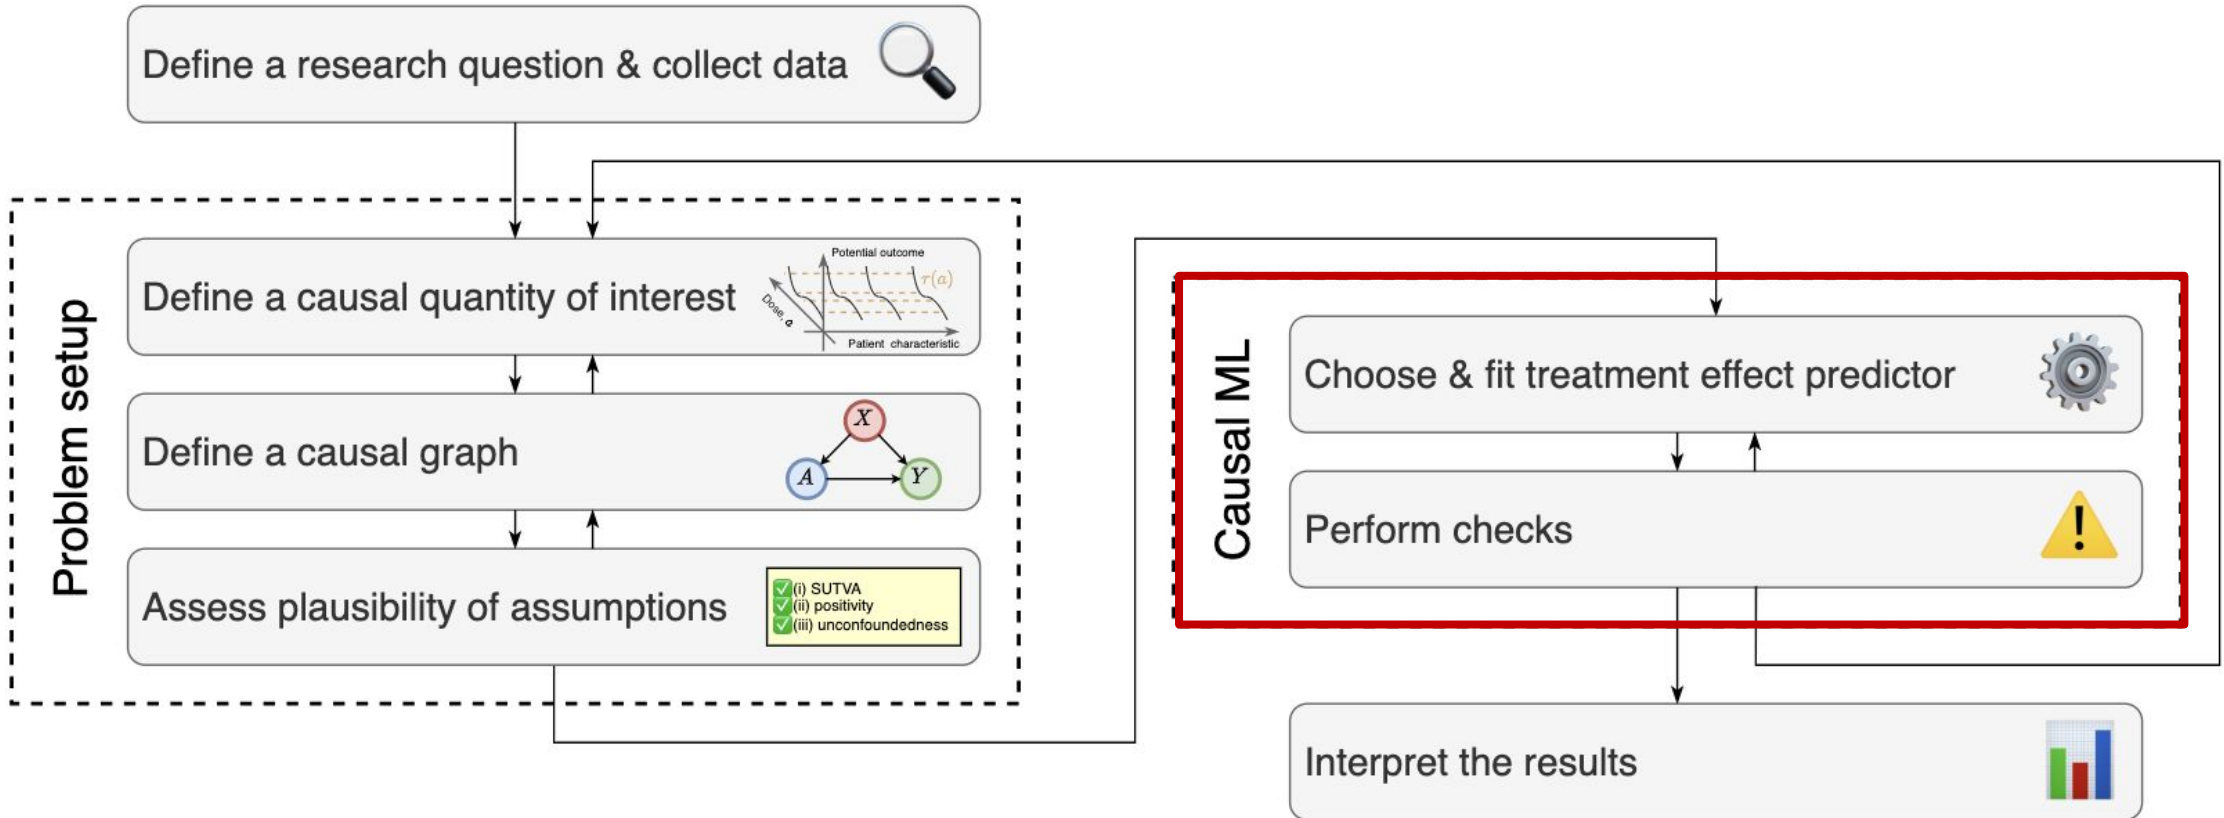 Define a research question & collect data
Problem setup
Define a causal quantity of interest
Potential outcome
τ(a)
Dose, a
Patient characteristic
Define a causal graph
X
A
Y
Assess plausibility of assumptions
(i) SUTVA
(ii) positivity
(iii) unconfoundedness
Causal ML
Choose & fit treatment effect predictor
Perform checks
Interpret the results